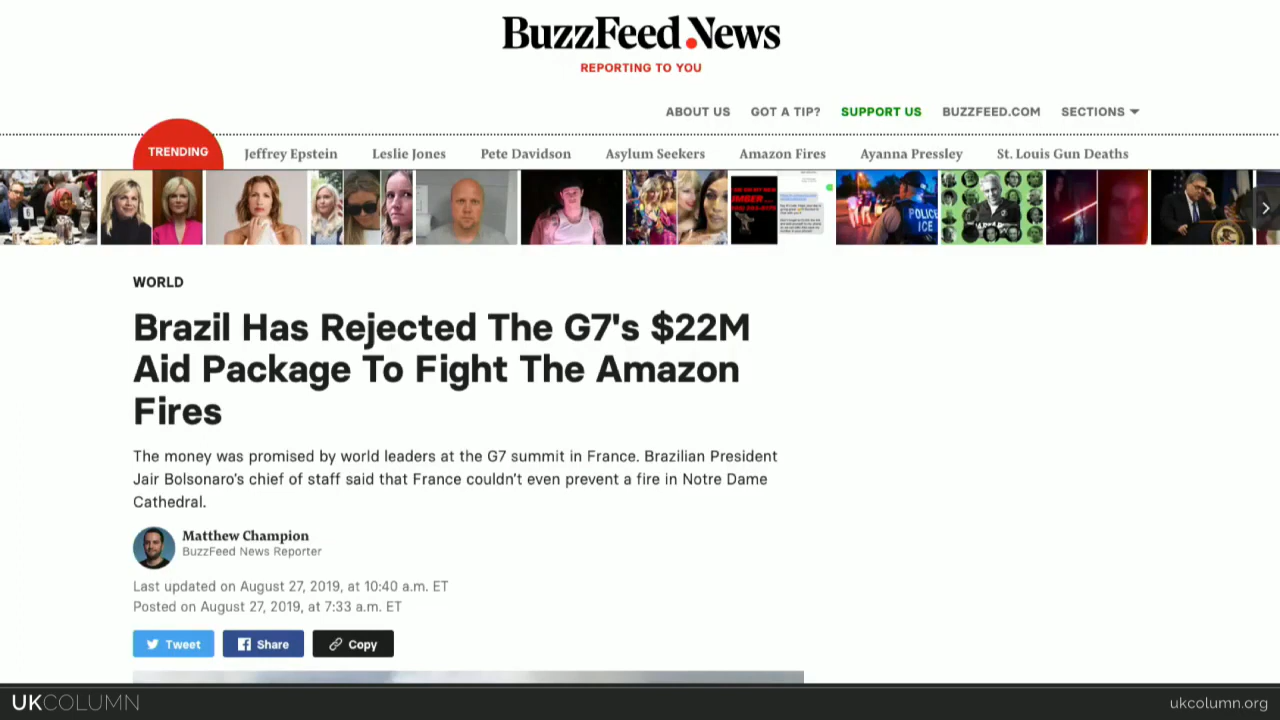 BuzzFeed News
REPORTING TO YOU
ABOUT US GOT A TIP? SUPPORT US BUZZFEED.COM SECTIONS
TRENDING Jeffrey Epstein Leslie Jones Pete Davidson Asylum Seekers Amazon Fires Ayanna Pressley St. Louis Gun Deaths
POLICE
ICE
WORLD
Brazil Has Rejected The G7's $22M
Aid Package To Fight The Amazon
Fires
The money was promised by world leaders at the G7 summit in France. Brazilian President
Jair Bolsonaro's chief of staff said that France couldn't even prevent a fire in Notre Dame
Cathedral.
Matthew Champion
BuzzFeed News Reporter
Last updated on August 27, 2019, at 10:40 a.m. ET
Posted on August 27, 2019, at 7:33 a.m. ET
Tweet Share Copy
UKCOLUMN ukcolumn.org